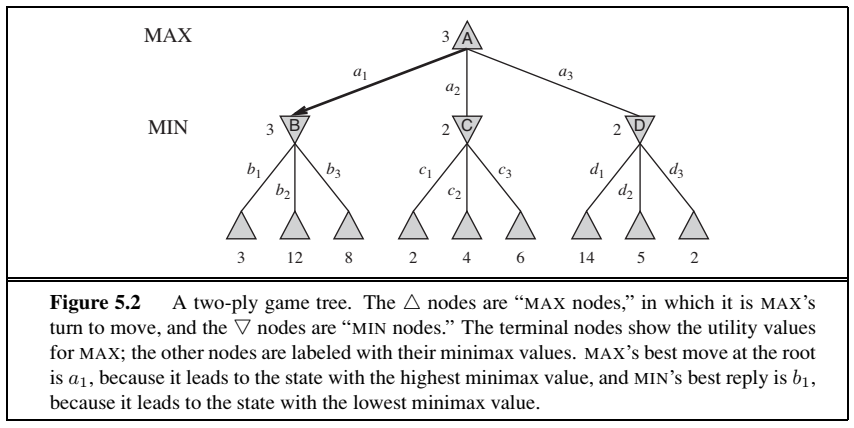 MAX 3 A
a1 a2 a3
MIN 3 B 2 C 2 D
b1 b2 b3 c1 c2 c3 d1 d2 d3
3 12 8 2 4 6 14 5 2
Figure 5.2 A two-ply game tree. The △ nodes are “MAX nodes,” in which it is MAX’s
turn to move, and the ▽ nodes are “MIN nodes.” The terminal nodes show the utility values
for MAX; the other nodes are labeled with their minimax values. MAX’s best move at the root
is a1, because it leads to the state with the highest minimax value, and MIN’s best reply is b1,
because it leads to the state with the lowest minimax value.